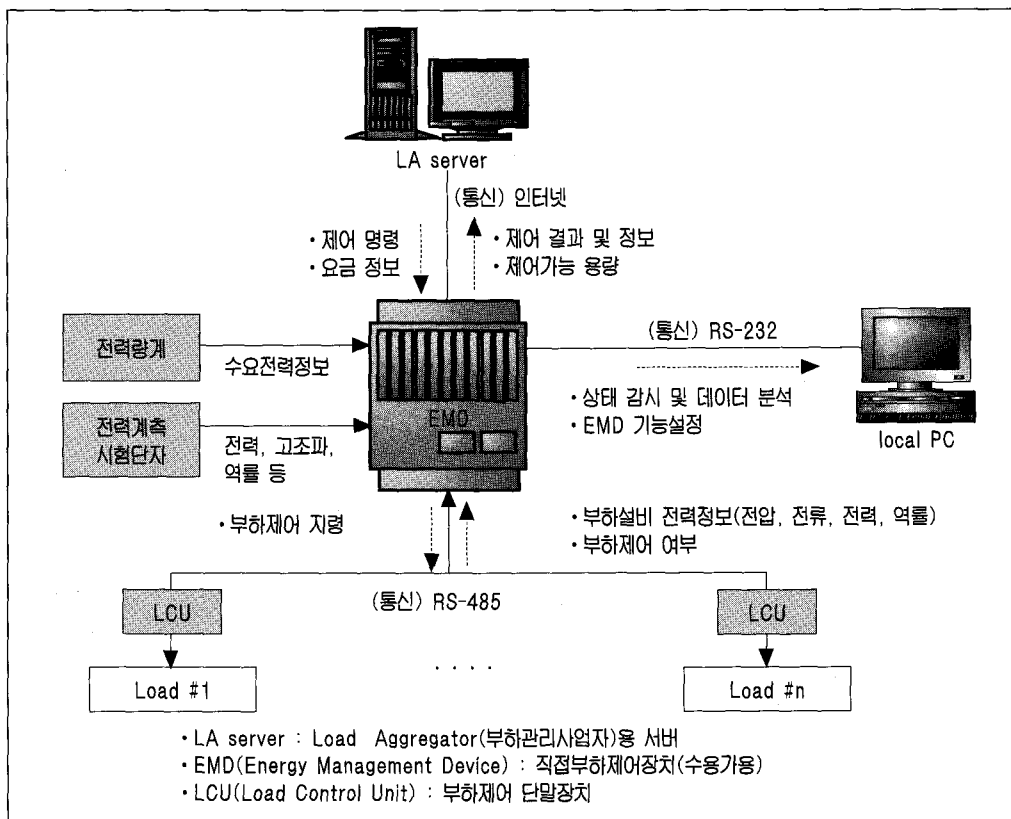 LA server
(통신) 인터넷
・제어 명령
・요금 정보
・제어 결과 및 정보
・제어가능 용량
전력량계
수요전력정보
전력계측
시험단자
전력, 고조파,
역률 등
EMD
(통신) RS-232
・상태 감시 및 데이터 분석
・EMD 기능설정
local PC
・부하제어 지령
・부하설비 전력정보(전압, 전류, 전력, 역률)
・부하제어 여부
(통신) RS-485
LCU
LCU
Load #1
. . . .
Load #n
・LA server : Load Aggregator(부하관리사업자)용 서버
・EMD(Energy Management Device) : 직접부하제어장치(수용가용)
・LCU(Load Control Unit) : 부하제어 단말장치